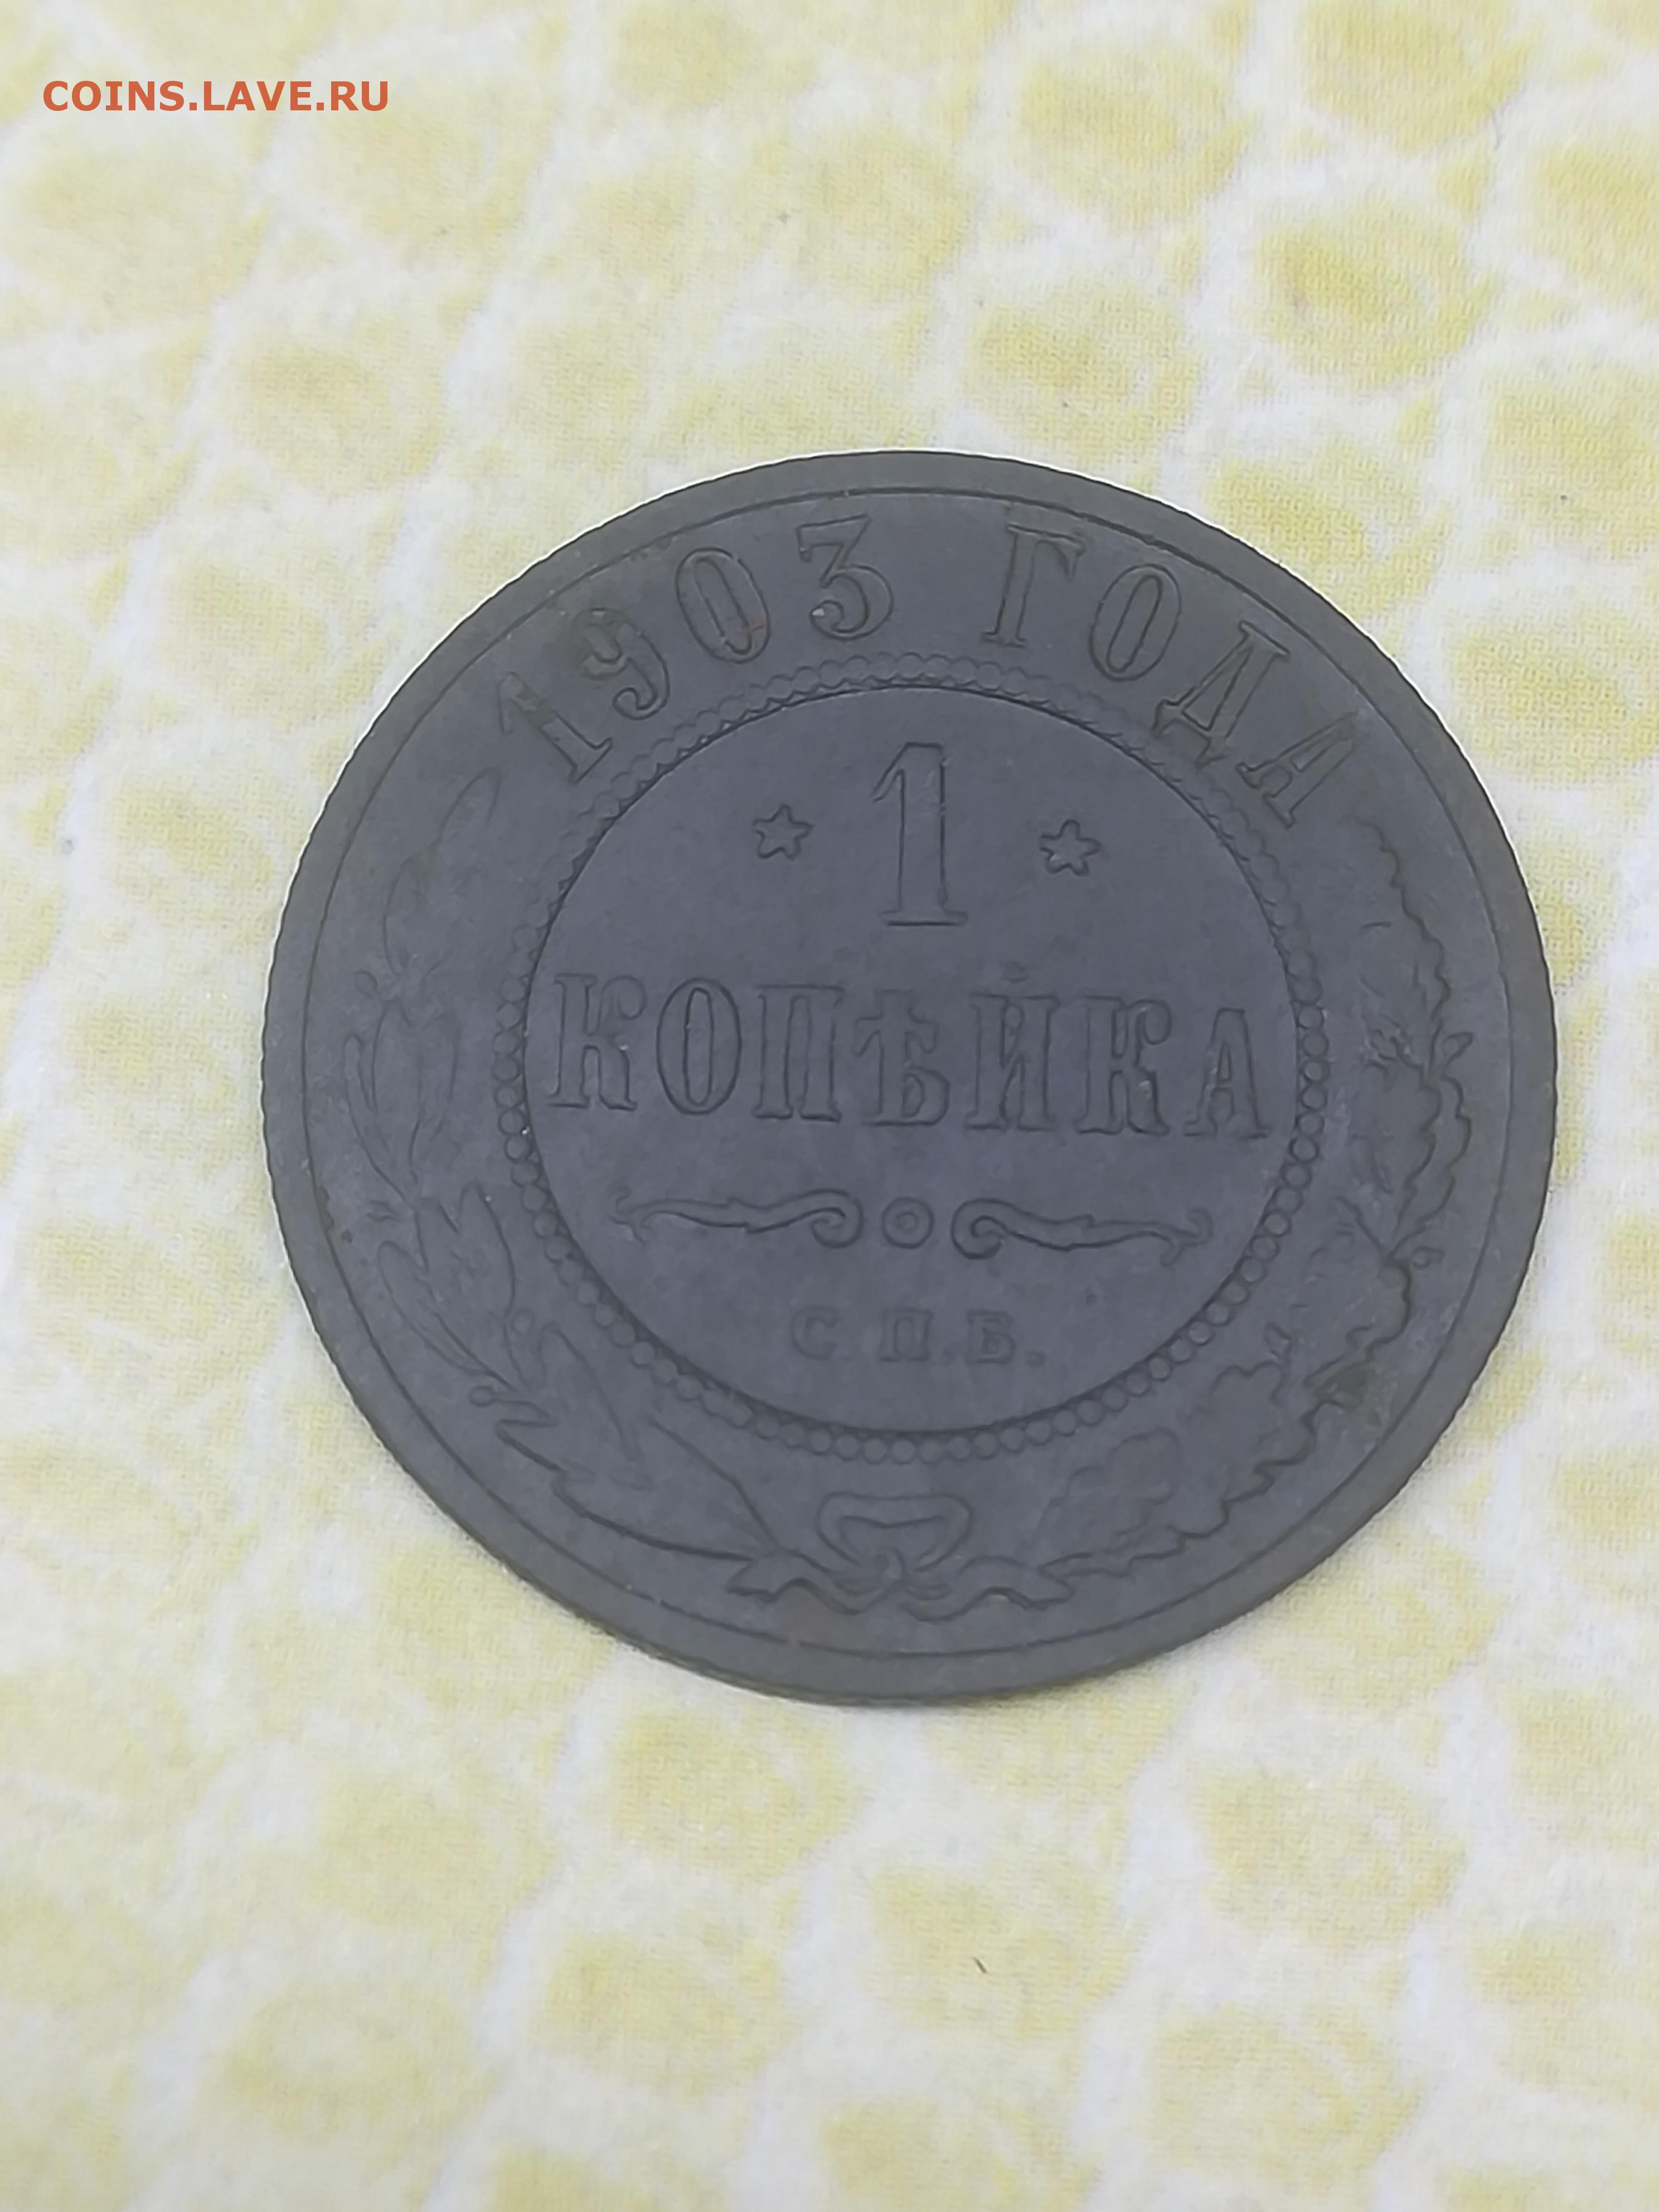 COINS.LAVE.RU
1903 ГОДА
* 1 *
КОПѢЙКА
С.П.Б.